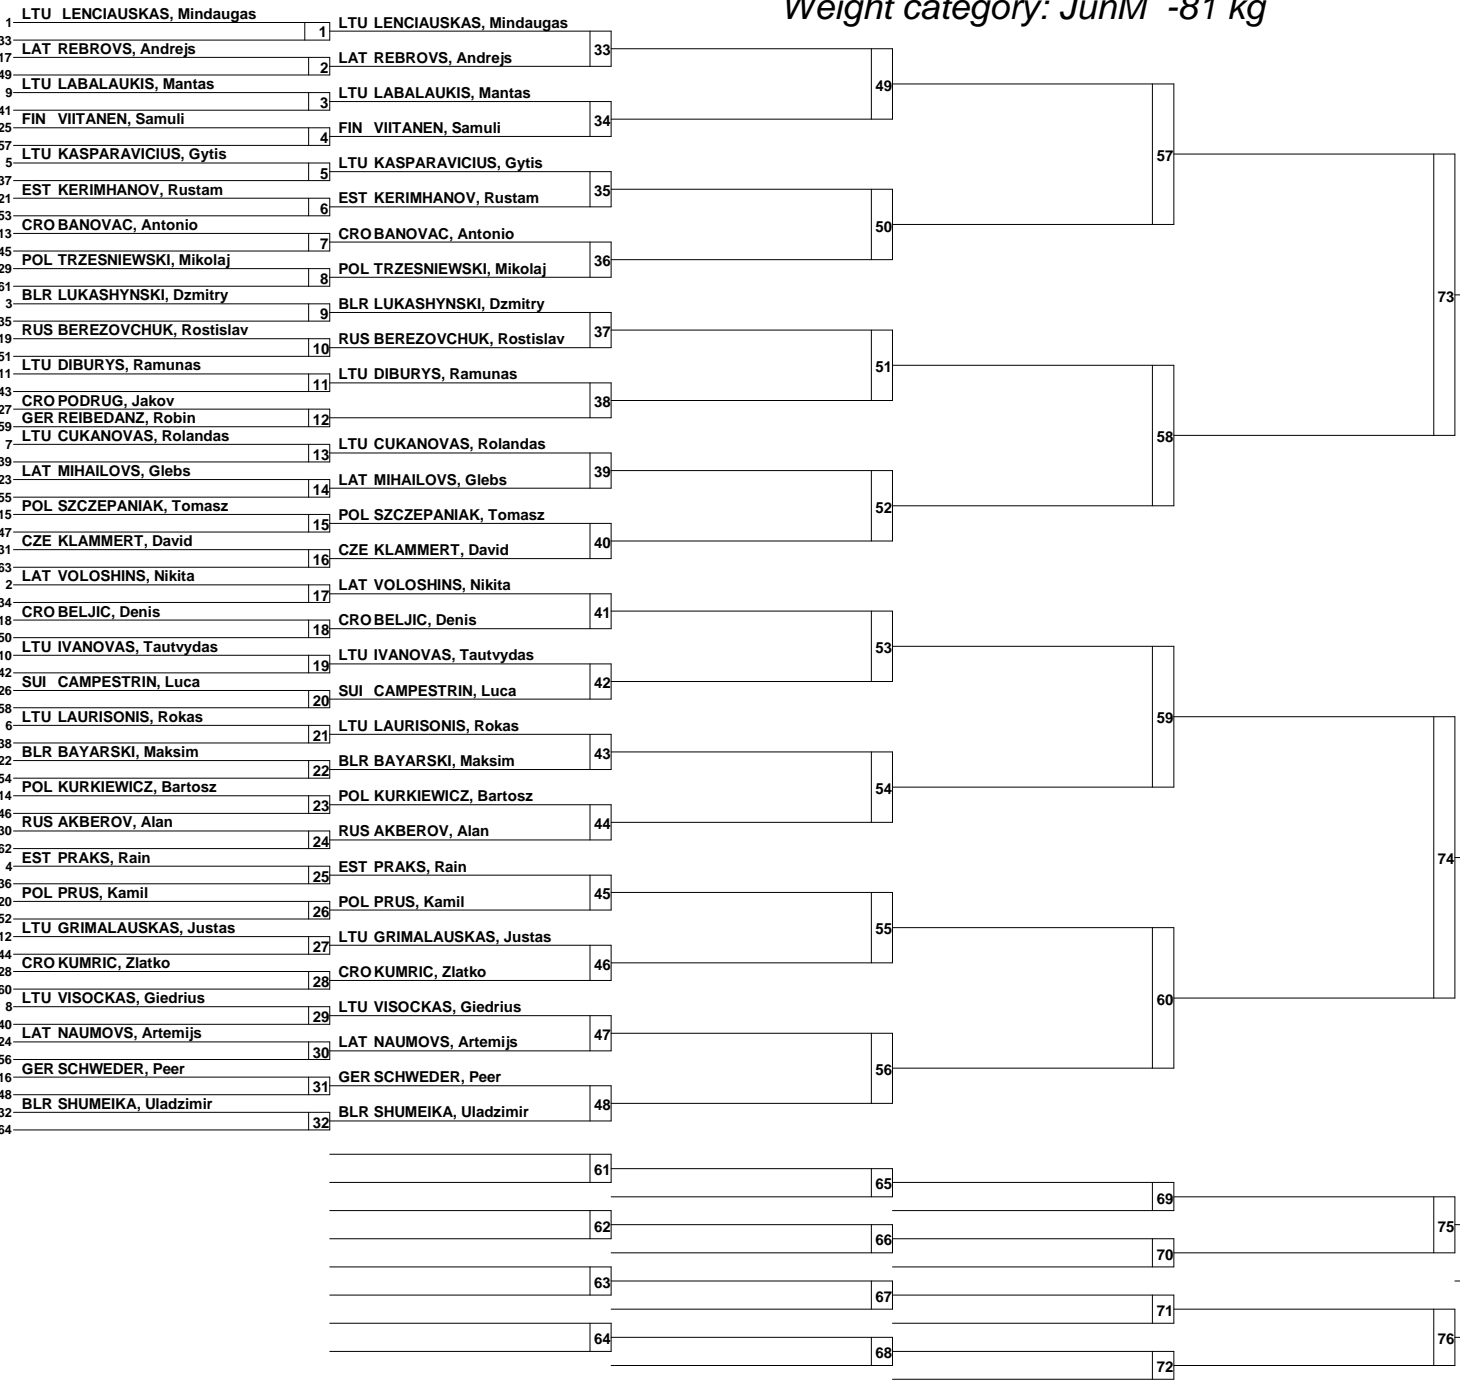 Weight category: JunM -81 kg
1 LTU LENCIAUSKAS, Mindaugas
33
1 LTU LENCIAUSKAS, Mindaugas
17 LAT REBROVS, Andrejs
49
2 LAT REBROVS, Andrejs
33
9 LTU LABALAUKIS, Mantas
41
3 LTU LABALAUKIS, Mantas
25 FIN VIITANEN, Samuli
57
4 FIN VIITANEN, Samuli
34
49
5 LTU KASPARAVICIUS, Gytis
37
5 LTU KASPARAVICIUS, Gytis
21 EST KERIMHANOV, Rustam
53
6 EST KERIMHANOV, Rustam
35
13 CRO BANOVAC, Antonio
45
7 CRO BANOVAC, Antonio
29 POL TRZESNIEWSKI, Mikolaj
61
8 POL TRZESNIEWSKI, Mikolaj
36
50
57
3 BLR LUKASHYNSKI, Dzmitry
35
9 BLR LUKASHYNSKI, Dzmitry
19 RUS BEREZOVCHUK, Rostislav
51
10 RUS BEREZOVCHUK, Rostislav
37
11 LTU DIBURYS, Ramunas
43
11 LTU DIBURYS, Ramunas
27 CRO PODRUG, Jakov
59 GER REIBEDANZ, Robin
12
38
51
7 LTU CUKANOVAS, Rolandas
39
13 LTU CUKANOVAS, Rolandas
23 LAT MIHAILOVS, Glebs
55
14 LAT MIHAILOVS, Glebs
39
15 POL SZCZEPANIAK, Tomasz
47
15 POL SZCZEPANIAK, Tomasz
31 CZE KLAMMERT, David
63
16 CZE KLAMMERT, David
40
52
58
73
2 LAT VOLOSHINS, Nikita
34
17 LAT VOLOSHINS, Nikita
18 CRO BELJIC, Denis
50
18 CRO BELJIC, Denis
41
10 LTU IVANOVAS, Tautvydas
42
19 LTU IVANOVAS, Tautvydas
26 SUI CAMPESTRIN, Luca
58
20 SUI CAMPESTRIN, Luca
42
53
6 LTU LAURISONIS, Rokas
38
21 LTU LAURISONIS, Rokas
22 BLR BAYARSKI, Maksim
54
22 BLR BAYARSKI, Maksim
43
14 POL KURKIEWICZ, Bartosz
46
23 POL KURKIEWICZ, Bartosz
30 RUS AKBEROV, Alan
62
24 RUS AKBEROV, Alan
44
54
59
4 EST PRAKS, Rain
36
25 EST PRAKS, Rain
20 POL PRUS, Kamil
52
26 POL PRUS, Kamil
45
12 LTU GRIMALAUSKAS, Justas
44
27 LTU GRIMALAUSKAS, Justas
28 CRO KUMRIC, Zlatko
60
28 CRO KUMRIC, Zlatko
46
55
8 LTU VISOCKAS, Giedrius
40
29 LTU VISOCKAS, Giedrius
24 LAT NAUMOVS, Artemijs
56
30 LAT NAUMOVS, Artemijs
47
16 GER SCHWEDER, Peer
48
31 GER SCHWEDER, Peer
32 BLR SHUMEIKA, Uladzimir
64
32 BLR SHUMEIKA, Uladzimir
48
56
60
74
61
65
69
62
66
70
75
63
67
71
64
68
72
76